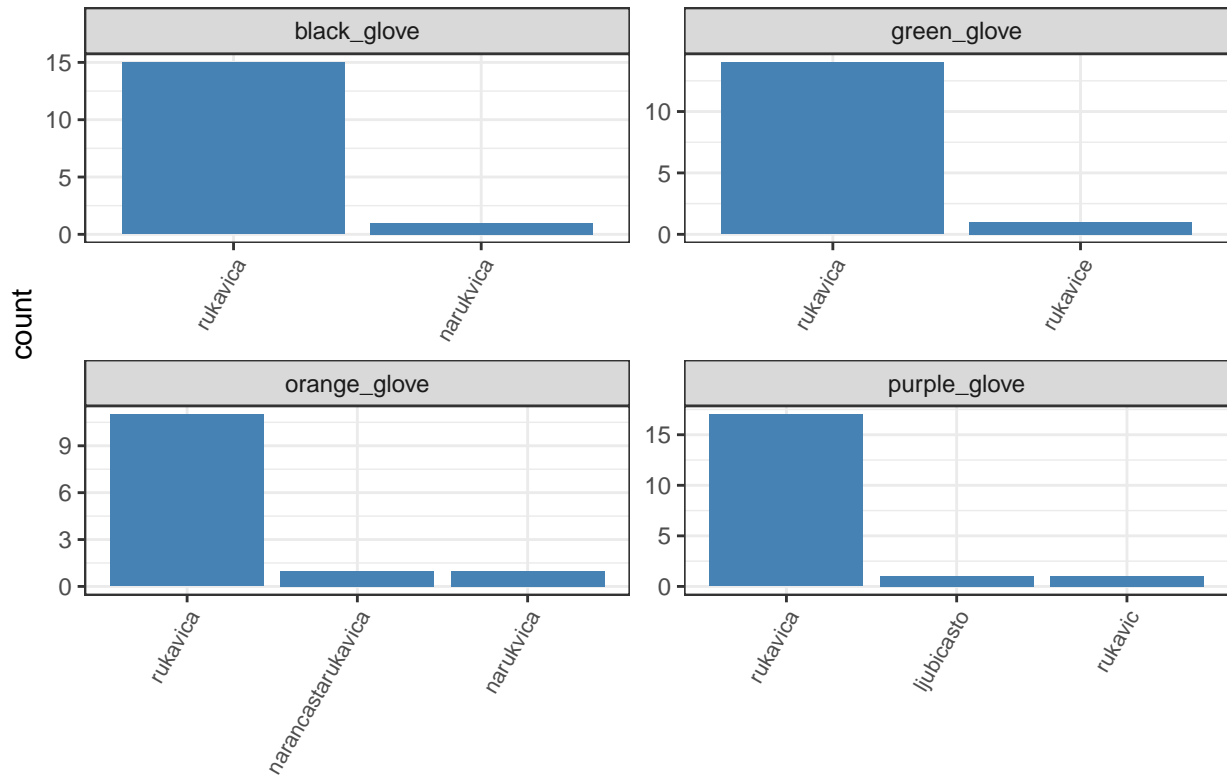 black_glove
15
10
5
0
rukavica
narukvica
green_glove
10
5
0
rukavica
rukavice
count
orange_glove
9
6
3
0
rukavica
narancastarukavica
narukvica
purple_glove
15
10
5
0
rukavica
ljubicasto
rukavic